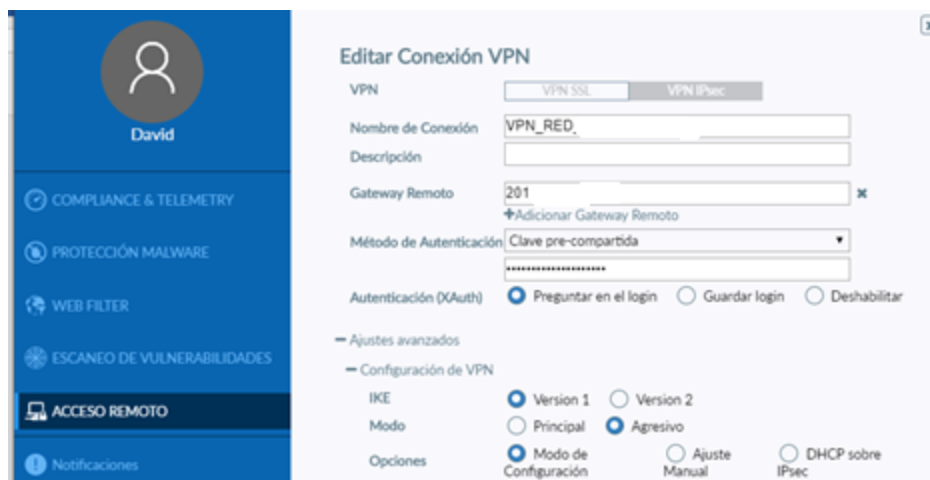 David
COMPLIANCE & TELEMETRY
PROTECCIÓN MALWARE
WEB FILTER
ESCANEO DE VULNERABILIDADES
ACCESO REMOTO
Notificaciones
Editar Conexión VPN
VPN VPN SSL VPN IPsec
Nombre de Conexión VPN_RED_
Descripción
Gateway Remoto 201
+Adicionar Gateway Remoto
Método de Autenticación Clave pre-compartida
••••••••••••••••••••
Autenticación (XAuth) Preguntar en el login Guardar login Deshabilitar
Ajustes avanzados
Configuración de VPN
IKE Version 1 Version 2
Modo Principal Agresivo
Opciones Modo de Configuración Ajuste Manual DHCP sobre IPsec